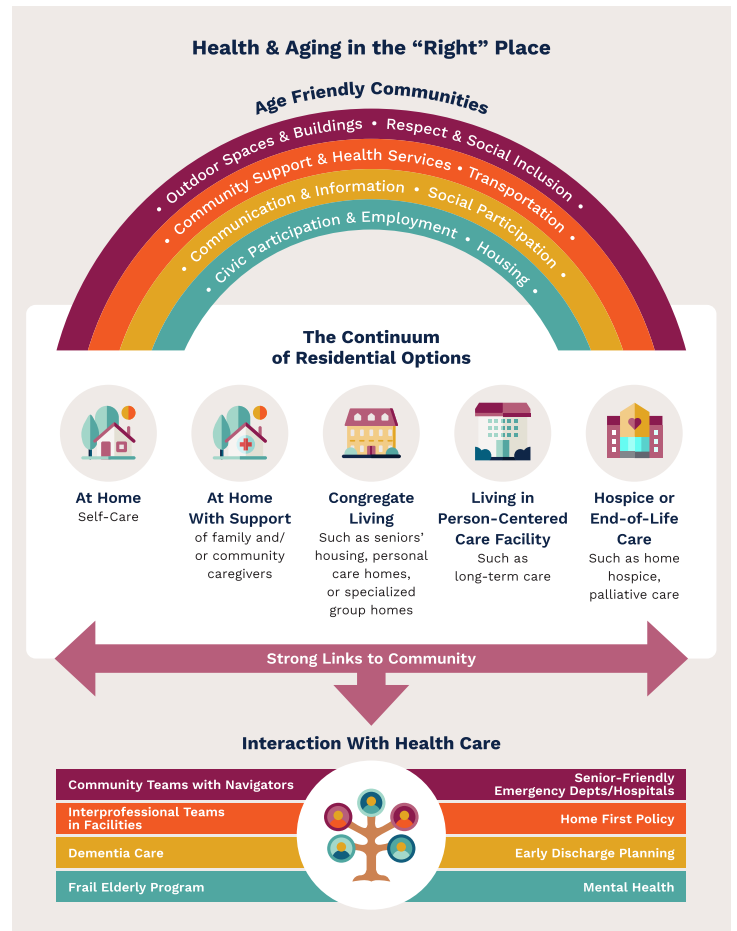 Health & Aging in the “Right” Place
Age Friendly Communities
• Outdoor Spaces & Buildings • Respect & Social Inclusion •
• Community Support & Health Services • Transportation •
• Communication & Information • Social Participation •
• Civic Participation & Employment • Housing •
The Continuum
of Residential Options
At Home
Self-Care
At Home
With Support
of family and/
or community
caregivers
Congregate
Living
Such as seniors’
housing, personal
care homes,
or specialized
group homes
Living in
Person-Centered
Care Facility
Such as
long-term care
Hospice or
End-of-Life
Care
Such as home
hospice,
palliative care
Strong Links to Community
Interaction With Health Care
Community Teams with Navigators
Interprofessional Teams
in Facilities
Dementia Care
Frail Elderly Program
Senior-Friendly
Emergency Depts/Hospitals
Home First Policy
Early Discharge Planning
Mental Health